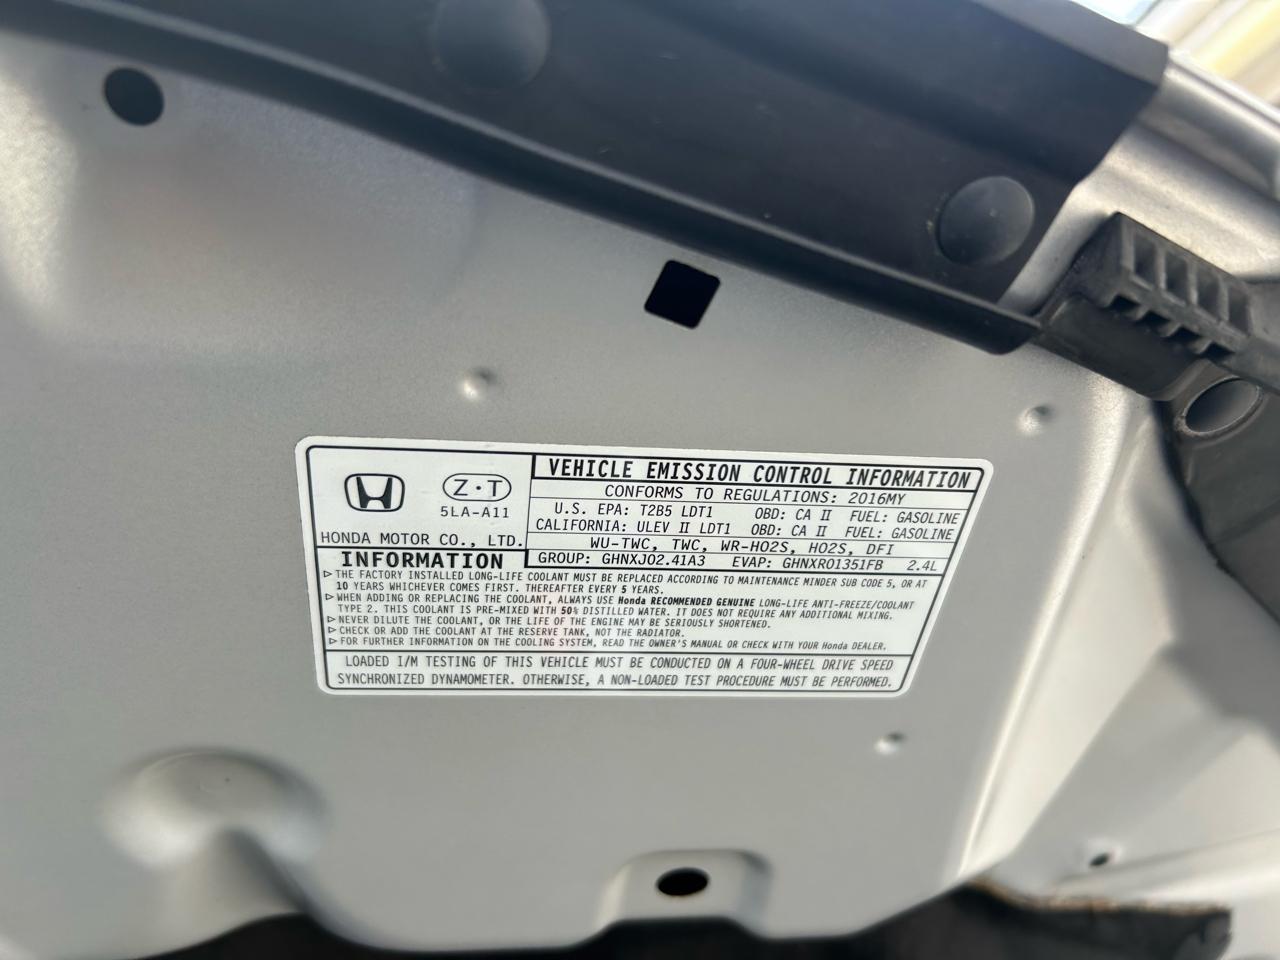 Z·T
5LA-A11
HONDA MOTOR CO., LTD.
VEHICLE EMISSION CONTROL INFORMATION
CONFORMS TO REGULATIONS: 2016MY
U.S. EPA: T2B5 LDT1 OBD: CA II FUEL: GASOLINE
CALIFORNIA: ULEV II LDT1 OBD: CA II FUEL: GASOLINE
WU-TWC, TWC, WR-HO2S, HO2S, DFI
GROUP: GHNXJ02.41A3 EVAP: GHNXR01351FB 2.4L
INFORMATION
▷ THE FACTORY INSTALLED LONG-LIFE COOLANT MUST BE REPLACED ACCORDING TO MAINTENANCE MINDER SUB CODE 5, OR AT
10 YEARS WHICHEVER COMES FIRST. THEREAFTER EVERY 5 YEARS.
▷ WHEN ADDING OR REPLACING THE COOLANT, ALWAYS USE Honda RECOMMENDED GENUINE LONG-LIFE ANTI-FREEZE/COOLANT
TYPE 2. THIS COOLANT IS PRE-MIXED WITH 50% DISTILLED WATER. IT DOES NOT REQUIRE ANY ADDITIONAL MIXING.
▷ NEVER DILUTE THE COOLANT, OR THE LIFE OF THE ENGINE MAY BE SERIOUSLY SHORTENED.
▷ CHECK OR ADD THE COOLANT AT THE RESERVE TANK, NOT THE RADIATOR.
▷ FOR FURTHER INFORMATION ON THE COOLING SYSTEM, READ THE OWNER'S MANUAL OR CHECK WITH YOUR Honda DEALER.
LOADED I/M TESTING OF THIS VEHICLE MUST BE CONDUCTED ON A FOUR-WHEEL DRIVE SPEED
SYNCHRONIZED DYNAMOMETER. OTHERWISE, A NON-LOADED TEST PROCEDURE MUST BE PERFORMED.